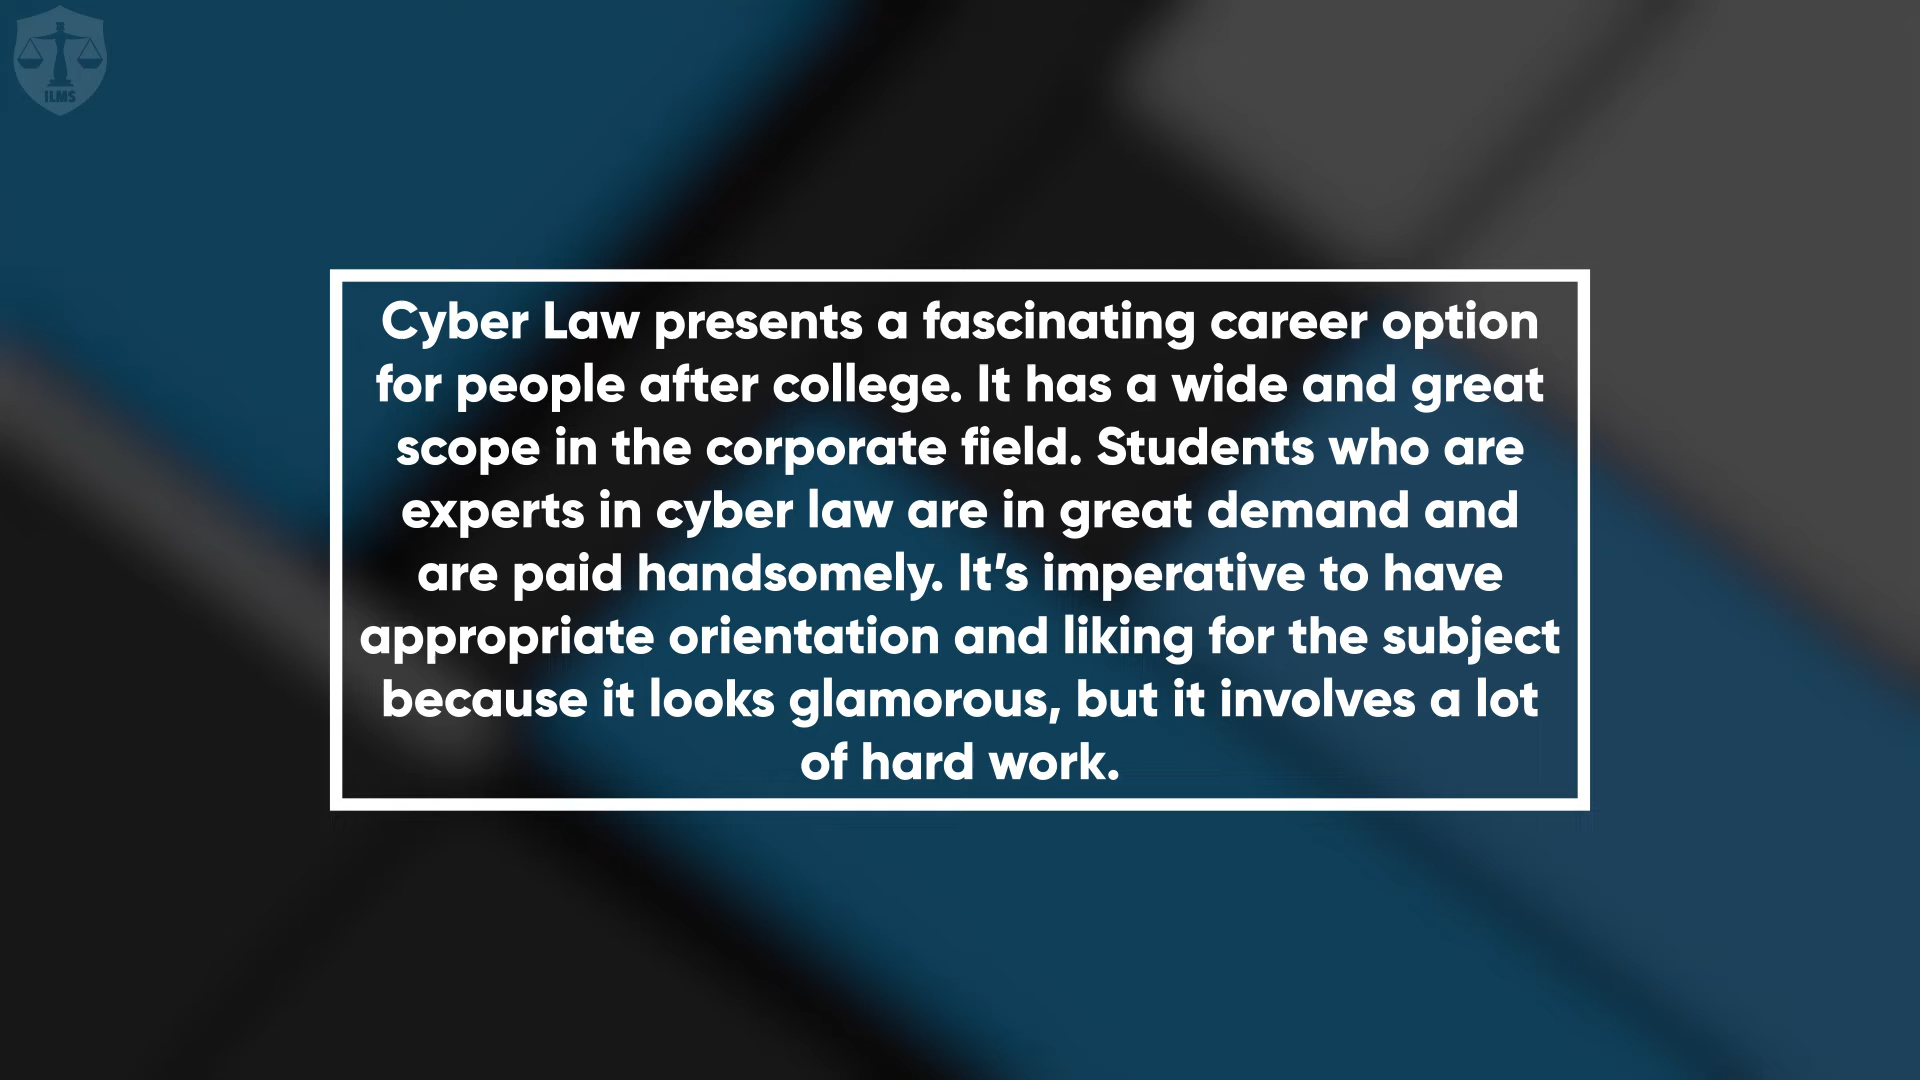 ILMS
Cyber Law presents a fascinating career option
for people after college. It has a wide and great
scope in the corporate field. Students who are
experts in cyber law are in great demand and
are paid handsomely. It’s imperative to have
appropriate orientation and liking for the subject
because it looks glamorous, but it involves a lot
of hard work.